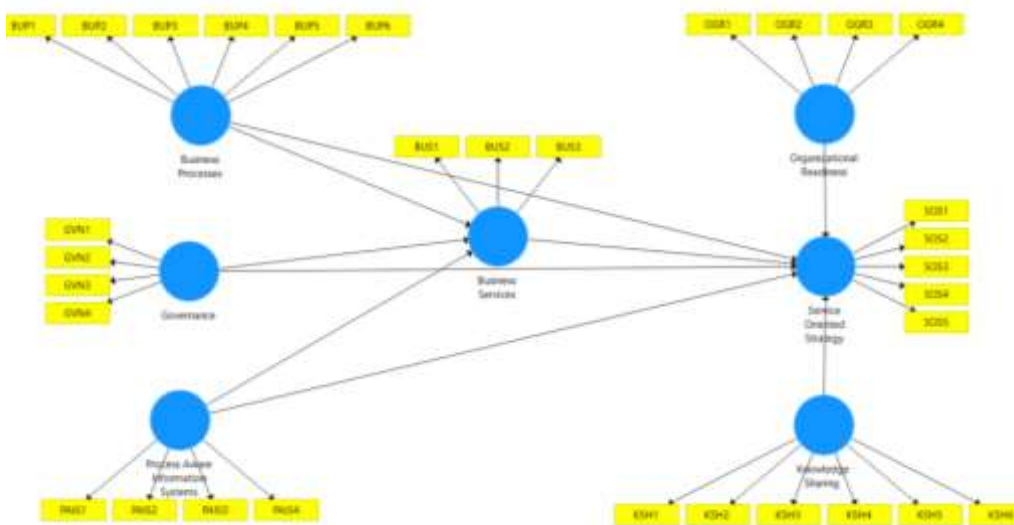 BUP1 BUP2 BUP3 BUP4 BUP5 BUP6
OGR1 OGR2 OGR3 OGR4
BUS1 BUS2 BUS3
Business
Processes
Organisational
Readiness
GVN1
GVN2
GVN3
GVN4
Governance
Business
Services
SOS1
SOS2
SOS3
SOS4
SOS5
Service
Oriented
Strategy
Process Aware
Information
Systems
Knowledge
Sharing
PAIS1 PAIS2 PAIS3 PAIS4
KSH1 KSH2 KSH3 KSH4 KSH5 KSH6